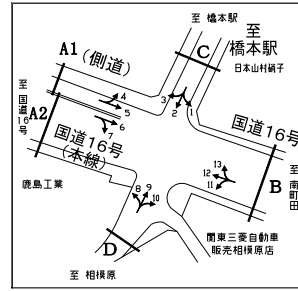 至 橋本駅
A1 (側道)
C
至
橋本駅
日本山村硝子
至 国道16号
A2
4
5
6
7
3
2
1
国道16号
国道16号
(本線)
13
12
11
B
至 南町田
鹿島工業
8
9
10
D
関東三菱自動車
販売相模原店
至 相模原